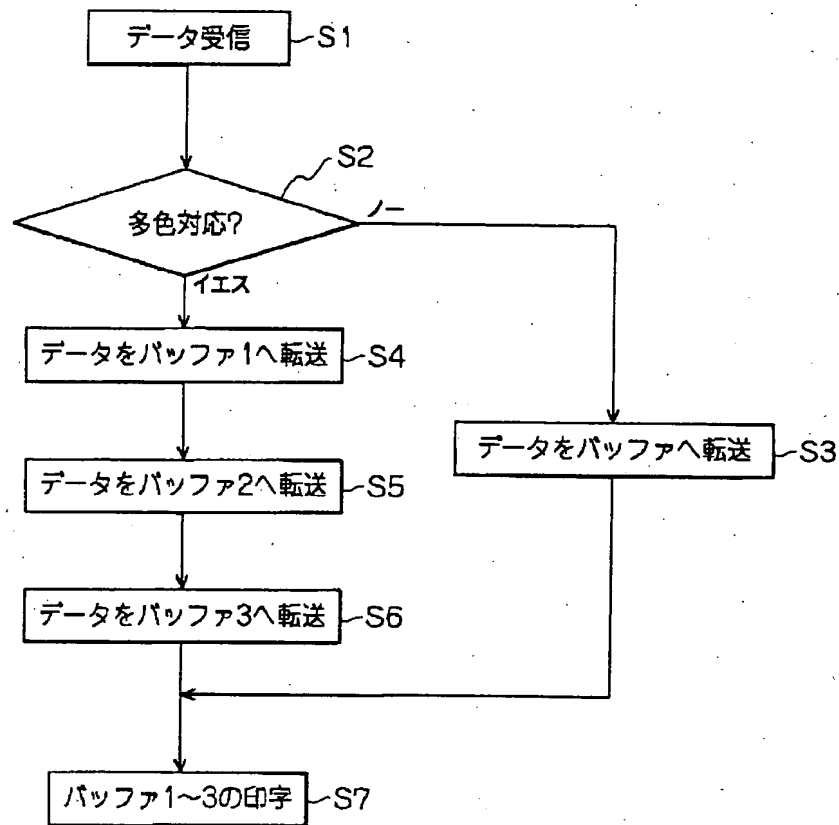 データ受信 S1
S2
多色対応?
ノー
イエス
データをバッファ1へ転送 S4
データをバッファへ転送 S3
データをバッファ2へ転送 S5
データをバッファ3へ転送 S6
バッファ1〜3の印字 S7